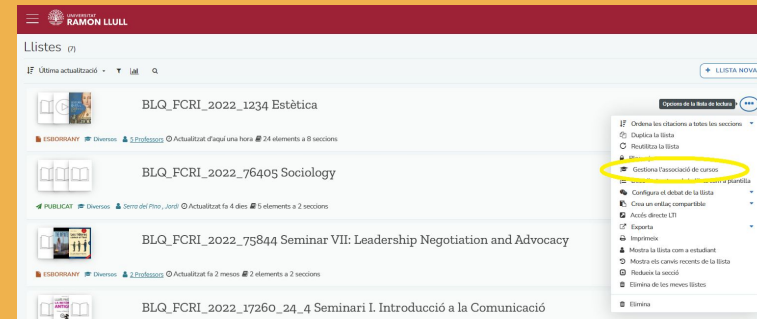 UNIVERSITAT
RAMON LLULL
Llistes (7)
Última actualització
+ LLISTA NOVA
BLQ_FCRI_2022_1234 Estètica
Opcions de la llista de lectura
ESBORRANY Diversos 5 Professors Actualitzat d'aquí una hora 24 elements a 8 seccions
BLQ_FCRI_2022_76405 Sociology
PUBLICAT Diversos Serra del Pino, Jordi Actualitzat fa 4 dies 5 elements a 2 seccions
BLQ_FCRI_2022_75844 Seminar VII: Leadership Negotiation and Advocacy
ESBORRANY Diversos 2 Professors Actualitzat fa 2 mesos 2 elements a 2 seccions
BLQ_FCRI_2022_17260_24_4 Seminari I. Introducció a la Comunicació
Ordena les citacions a totes les seccions
Duplica la llista
Reutilitza la llista
Gestiona l'associació de cursos
plantilla
Configura el debat de la llista
Crea un enllaç compartible
Accés directe LTI
Exporta
Imprimeix
Mostra la llista com a estudiant
Mostra els canvis recents de la llista
Redueix la secció
Elimina de les meves llistes
Elimina